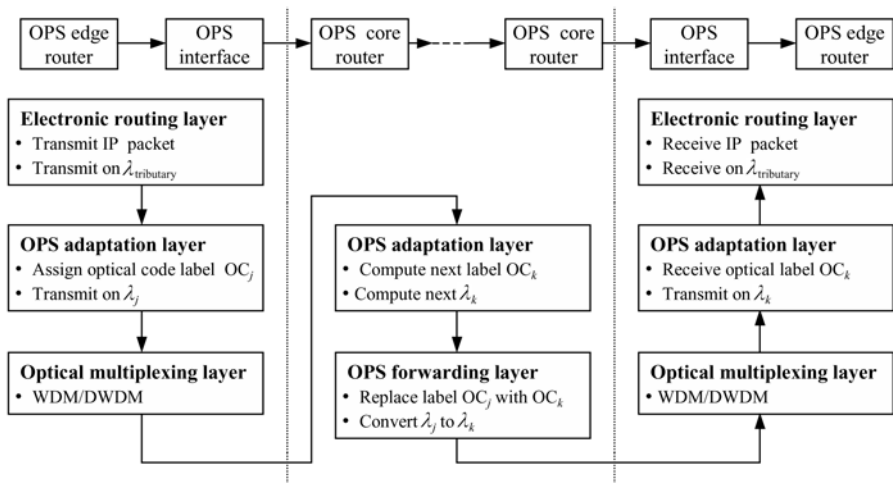 OPS edge
router
OPS
interface
OPS core
router
OPS core
router
OPS
interface
OPS edge
router
Electronic routing layer
• Transmit IP packet
• Transmit on λtributary
OPS adaptation layer
• Assign optical code label OCj
• Transmit on λj
Optical multiplexing layer
• WDM/DWDM
OPS adaptation layer
• Compute next label OCk
• Compute next λk
OPS forwarding layer
• Replace label OCj with OCk
• Convert λj to λk
Electronic routing layer
• Receive IP packet
• Receive on λtributary
OPS adaptation layer
• Receive optical label OCk
• Transmit on λk
Optical multiplexing layer
• WDM/DWDM